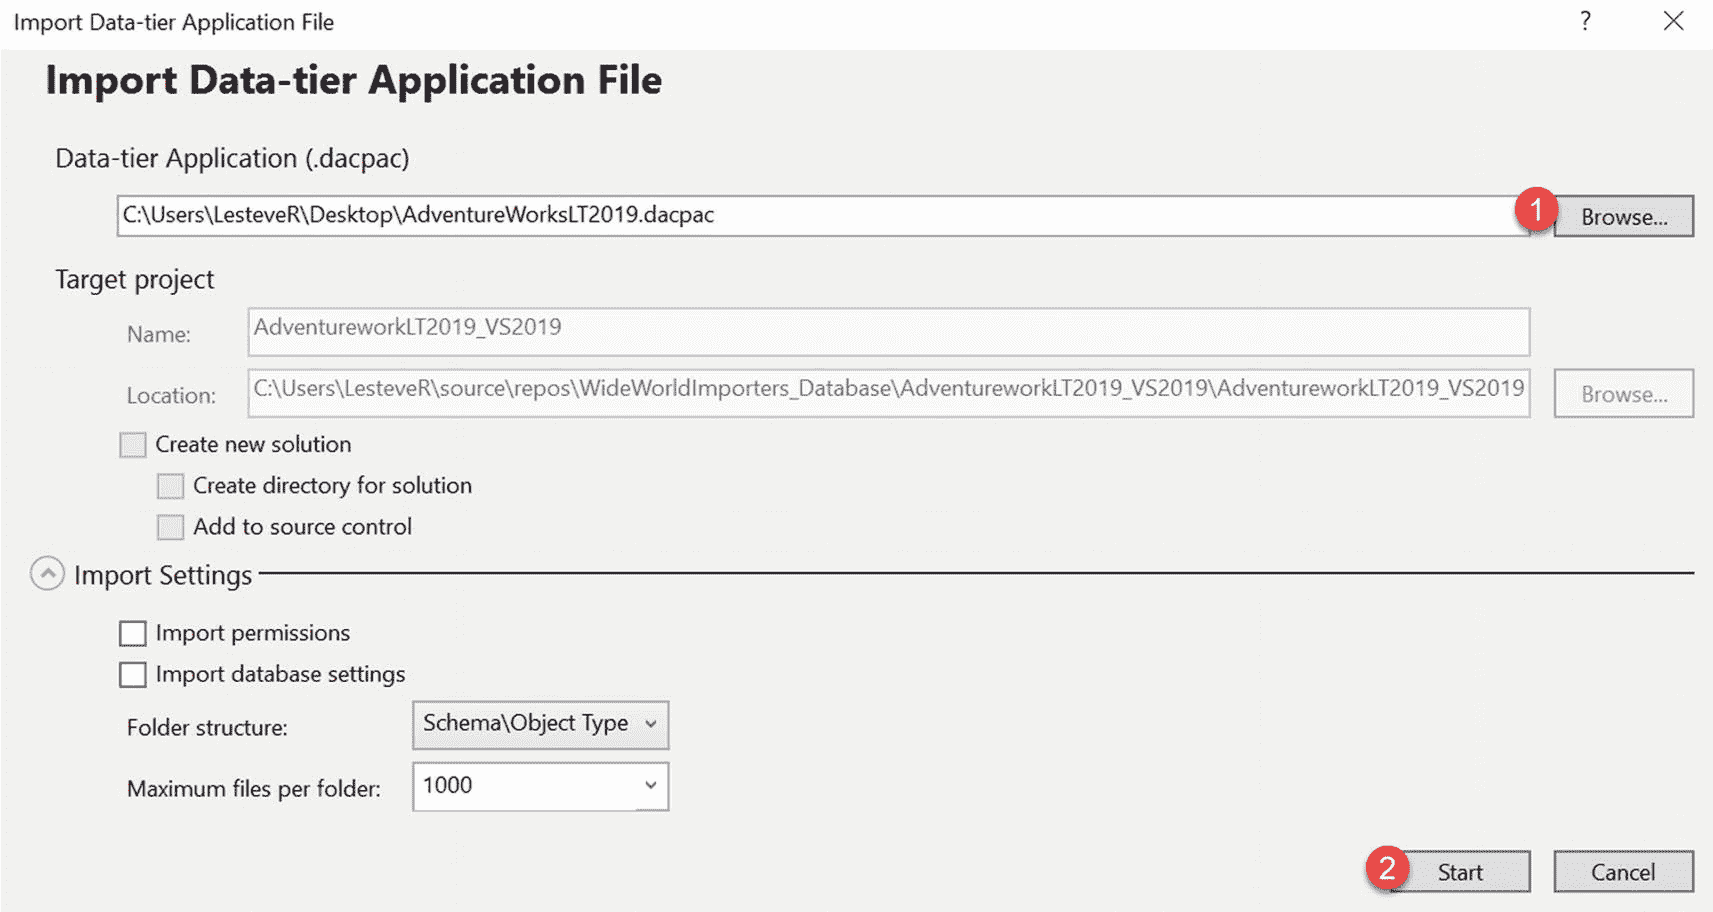 Import Data-tier Application File
?
Import Data-tier Application File
Data-tier Application (.dacpac)
C:\Users\LesteveR\Desktop\AdventureWorksLT2019.dacpac
1
Browse...
Target project
Name:
AdventureworkLT2019_VS2019
Location:
C:\Users\LesteveR\source\repos\WideWorldImporters_Database\AdventureworkLT2019_VS2019\AdventureworkLT2019_VS2019
Browse...
Create new solution
Create directory for solution
Add to source control
Import Settings
Import permissions
Import database settings
Folder structure:
Schema\Object Type
Maximum files per folder:
1000
2
Start
Cancel